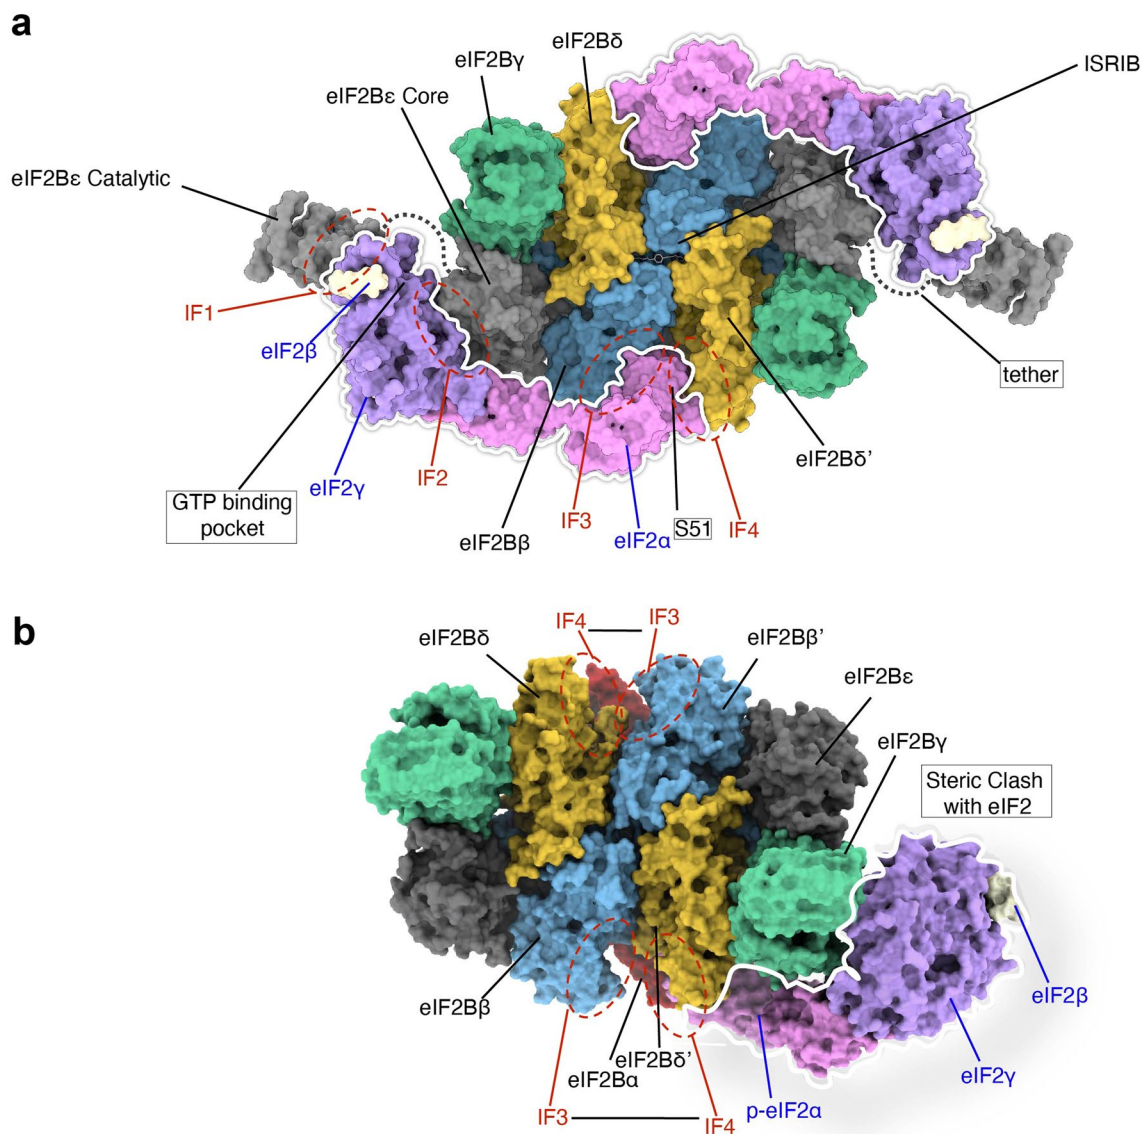 a
eIF2Bδ
eIF2Bγ
ISRIB
eIF2Bε Core
eIF2Bε Catalytic
IF1
eIF2β
tether
eIF2Bδ’
IF2
eIF2γ
GTP binding
pocket
IF3
S51
IF4
eIF2Bβ
eIF2α
b
IF4
IF3
eIF2Bδ
eIF2Bβ’
eIF2Bε
eIF2Bγ
Steric Clash
with eIF2
eIF2β
eIF2Bβ
eIF2Bδ’
eIF2Bα
eIF2γ
p-eIF2α
IF3
IF4